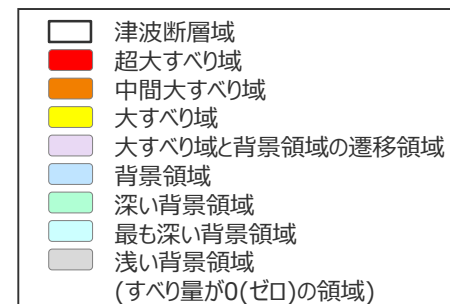 津波断層域
超大すべり域
中間大すべり域
大すべり域
大すべり域と背景領域の遷移領域
背景領域
深い背景領域
最も深い背景領域
浅い背景領域
(すべり量が0(ゼロ)の領域)